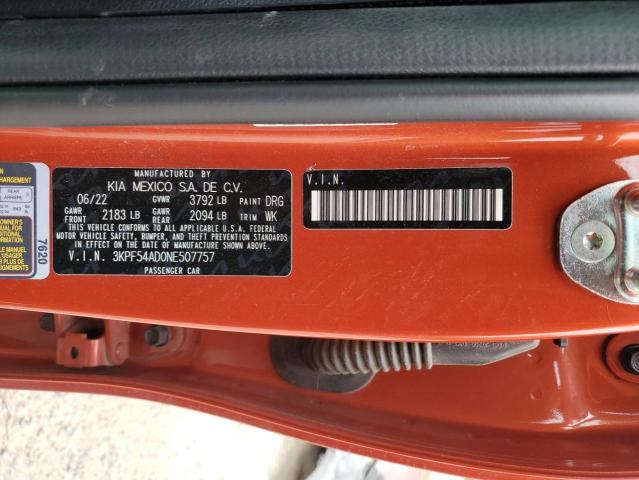 MANUFACTURED BY
KIA MEXICO S.A. DE C.V.
06/22 GVWR 3792 LB PAINT DRG
GAWR FRONT 2183 LB GAWR REAR 2094 LB TRIM WK
THIS VEHICLE CONFORMS TO ALL APPLICABLE U.S.A. FEDERAL
MOTOR VEHICLE SAFETY, BUMPER, AND THEFT PREVENTION STANDARDS
IN EFFECT ON THE DATE OF MANUFACTURE SHOWN ABOVE.
V.I.N. 3KPF54AD0NE507757
PASSENGER CAR
V.I.N.
7620
REAR
ARRIERE